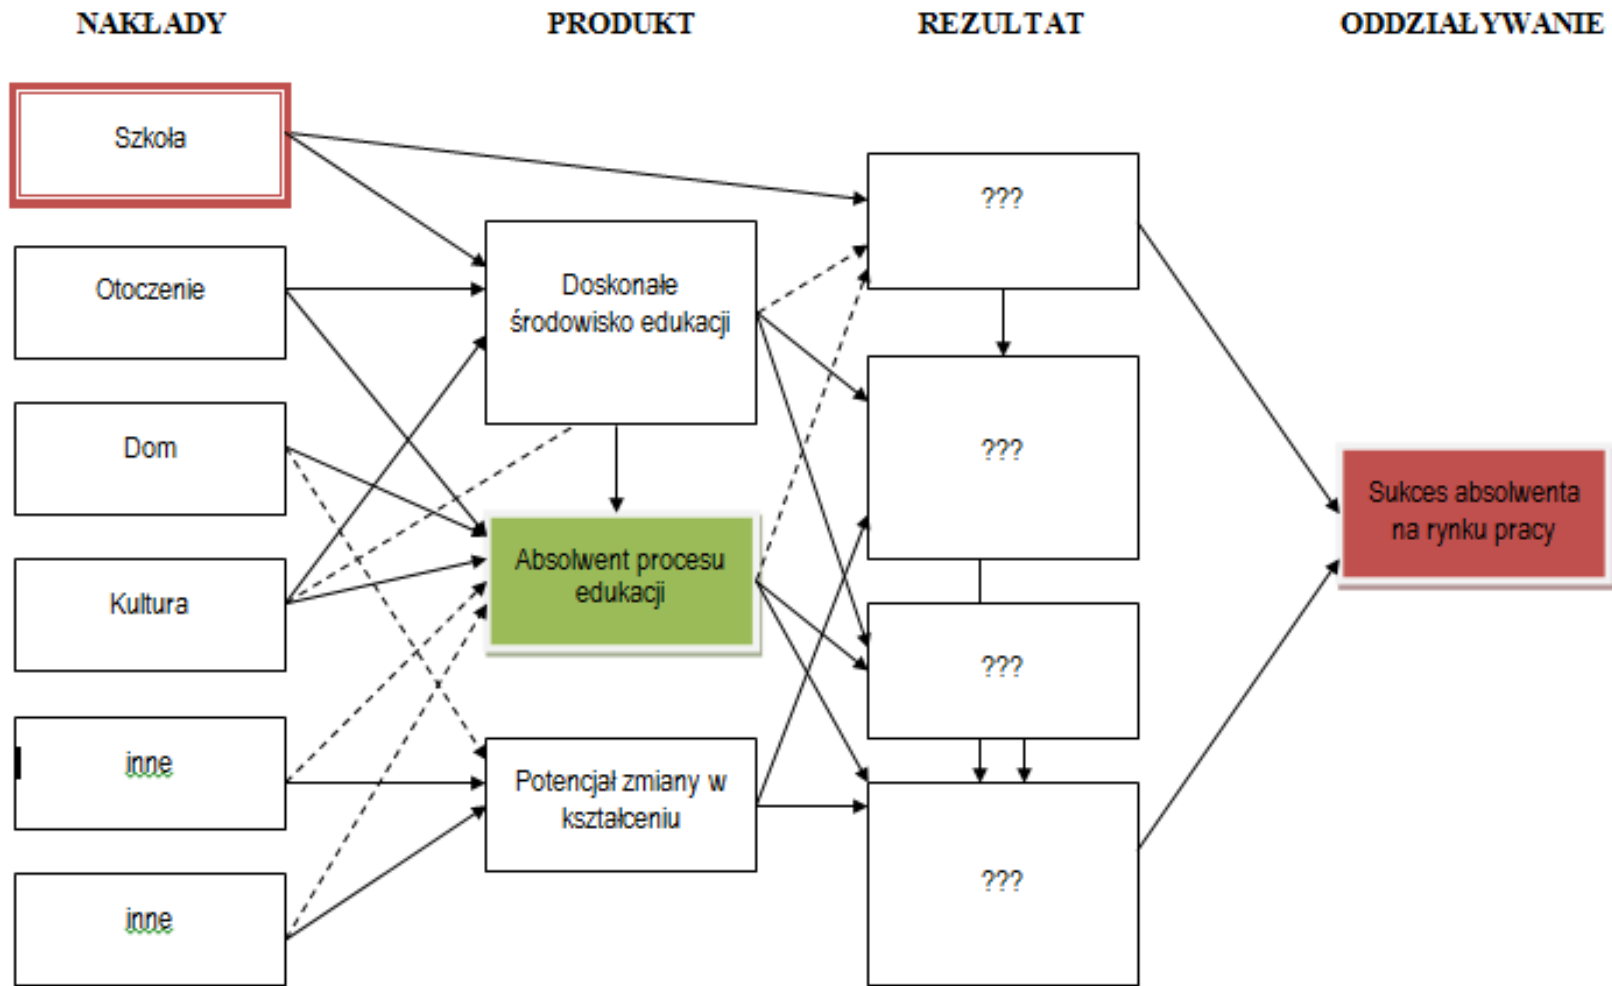 NAKŁADY
PRODUKT
REZULTAT
ODDZIAŁYWANIE
Szkoła
Otoczenie
Dom
Kultura
inne
inne
Doskonałe
środowisko edukacji
Absolwent procesu
edukacji
Potencjał zmiany w
kształceniu
???
???
???
???
Sukces absolwenta
na rynku pracy